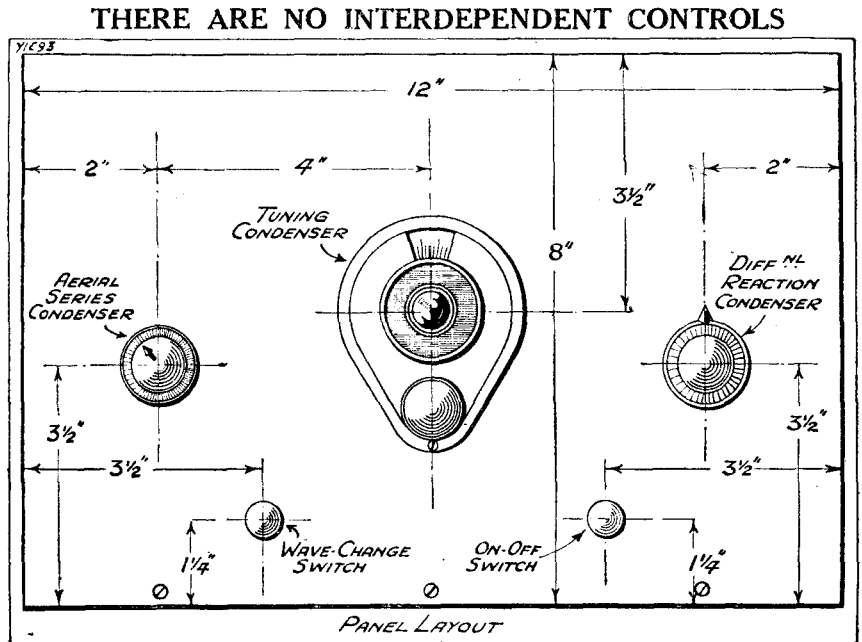 THERE ARE NO INTERDEPENDENT CONTROLS
Y1C93
12"
2"
4"
3½"
2"
TUNING
CONDENSER
8"
AERIAL
SERIES
CONDENSER
DIFF NL
REACTION
CONDENSER
3½"
3½"
3½"
3½"
WAVE-CHANGE
SWITCH
ON-OFF
SWITCH
1¼"
1¼"
PANEL LAYOUT